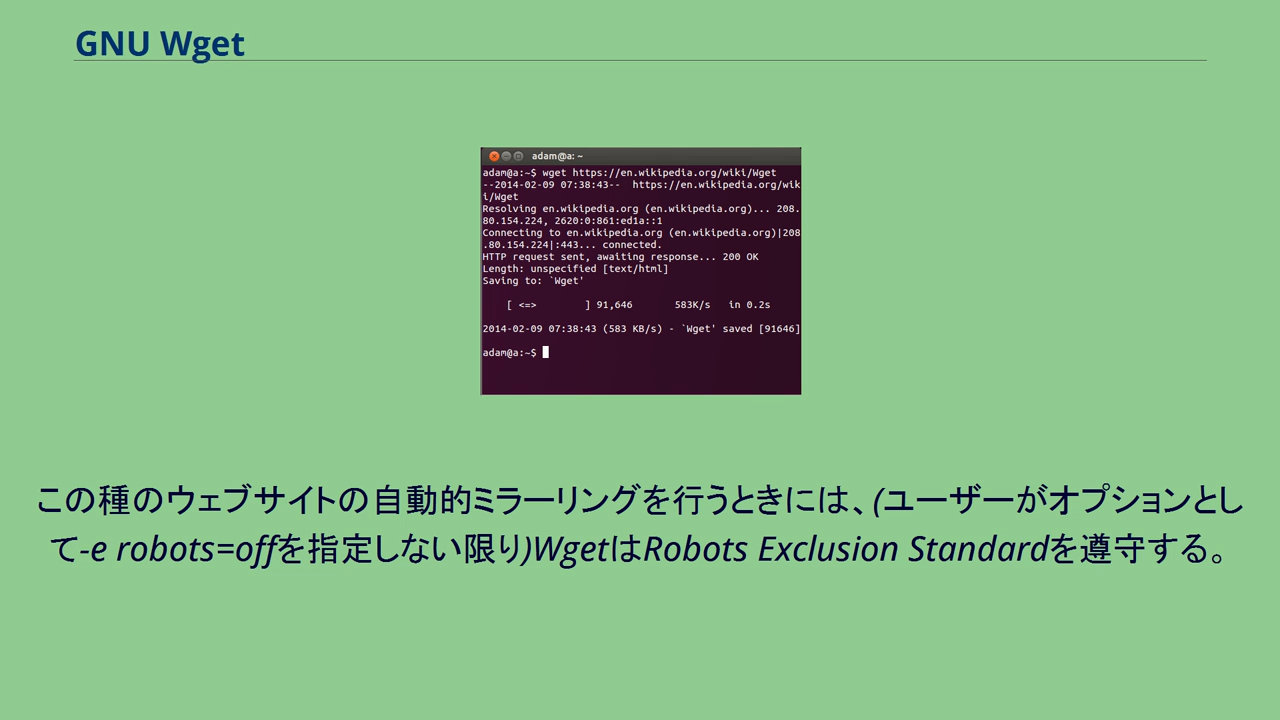 GNU Wget
adam@a: ~
adam@a:~$ wget https://en.wikipedia.org/wiki/Wget
--2014-02-09 07:38:43-- https://en.wikipedia.org/wik
i/Wget
Resolving en.wikipedia.org (en.wikipedia.org)... 208.
80.154.224, 2620:0:861:ed1a::1
Connecting to en.wikipedia.org (en.wikipedia.org)|208
.80.154.224|:443... connected.
HTTP request sent, awaiting response... 200 OK
Length: unspecified [text/html]
Saving to: `Wget'
[ <=> ] 91,646 583K/s in 0.2s
2014-02-09 07:38:43 (583 KB/s) - `Wget' saved [91646]
adam@a:~$
この種のウェブサイトの自動的ミラーリングを行うときには、(ユーザーがオプションとし
て-e robots=offを指定しない限り)WgetはRobots Exclusion Standardを遵守する。